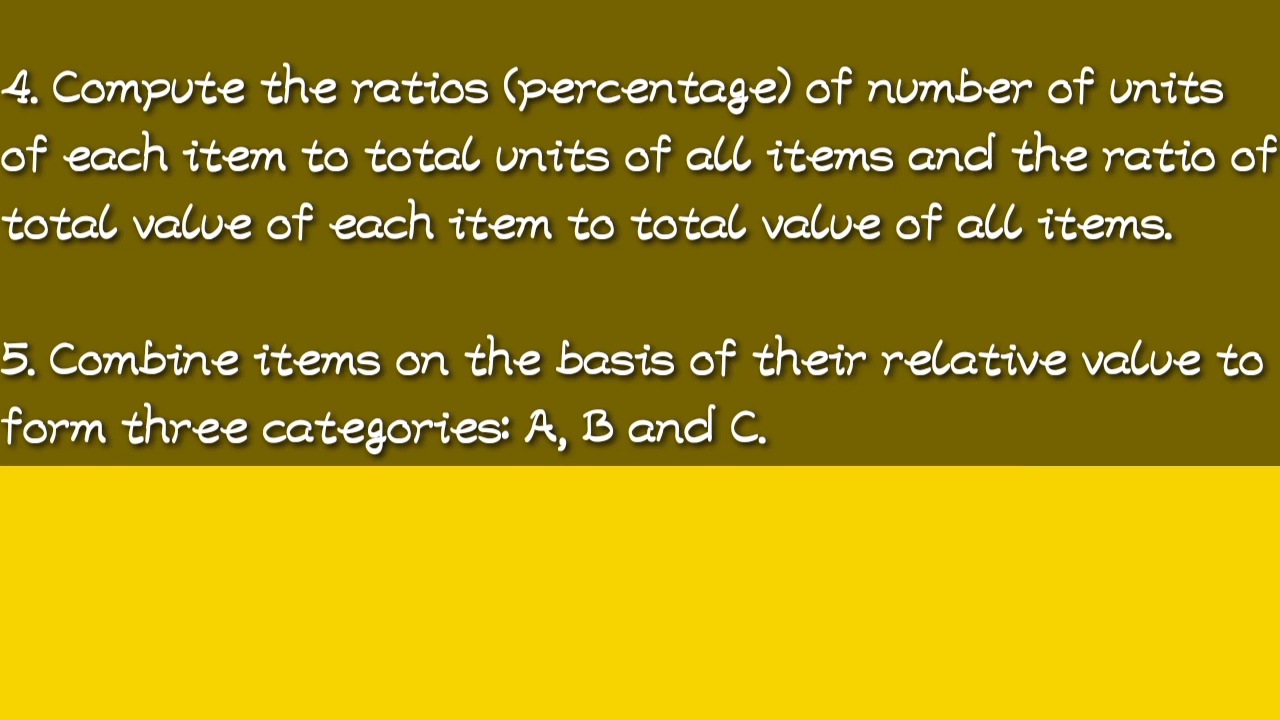 4. Compute the ratios (percentage) of number of units
of each item to total units of all items and the ratio of
total value of each item to total value of all items.
5. Combine items on the basis of their relative value to
form three categories: A, B and C.